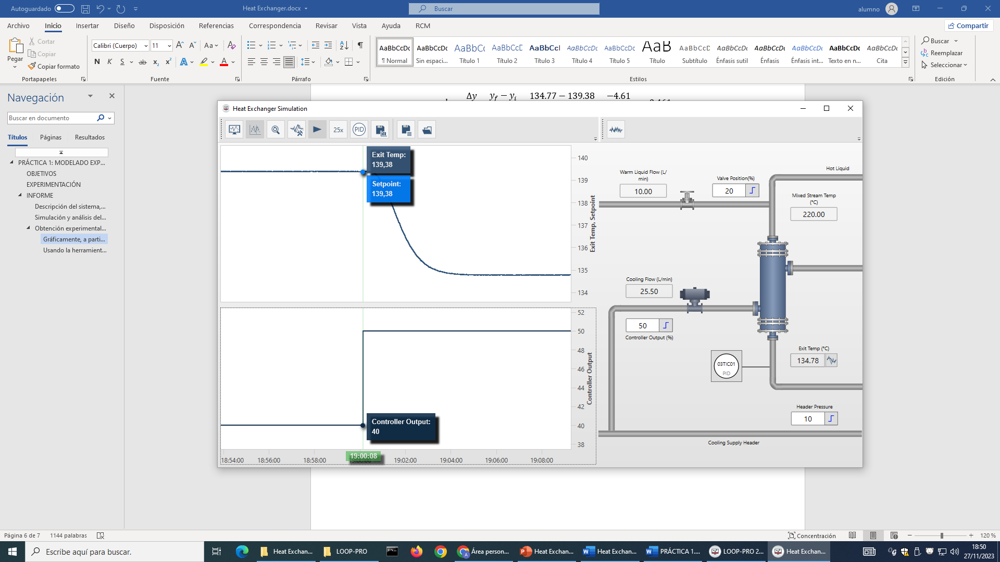 Autoguardado
Heat Exchanger.docx
Buscar
alumno
Archivo Inicio Insertar Diseño Disposición Referencias Correspondencia Revisar Vista Ayuda RCM
Compartir
Pegar
Cortar
Copiar
Copiar formato
Portapapeles
Calibri (Cuerpo) 11
Fuente
Párrafo
AaBbCcDc AaBbCcDc AaBbC( AaBbCcD AaBbCcI AaBbCcDc AaBbCcDc AaB AaBbCcD AaBbCcDc AaBbCcDc AaBbCcDc AaBbCcDc AaBbCcDc
¶ Normal Sin espaci... Título 1 Título 2 Título 3 Título 4 Título 5 Título Subtítulo Énfasis sutil Énfasis Énfasis int... Texto en n... Cita
Estilos
Buscar
Reemplazar
Seleccionar
Edición
Navegación
Buscar en documento
Títulos Páginas Resultados
PRÁCTICA 1: MODELADO EXP...
OBJETIVOS
EXPERIMENTACIÓN
INFORME
Descripción del sistema,...
Simulación y análisis del...
Obtención experimental...
Gráficamente, a parti...
Usando la herramient...
Δy y_f − y_i 134.77 − 139.38 −4.61
Heat Exchanger Simulation
25x
PID
Exit Temp:
139,38
Setpoint:
139,38
140
139
138
137
136
135
134
Exit Temp, Setpoint
52
50
48
46
44
42
40
38
Controller Output
Controller Output:
40
18:54:00 18:56:00 18:58:00 19:02:00 19:04:00 19:06:00 19:08:00
19:00:08
Warm Liquid Flow (L/
min)
10.00
Valve Position(%)
20
Hot Liquid
Mixed Stream Temp
(°C)
220.00
Cooling Flow (L/min)
25.50
50
Controller Output (%)
03TIC01
PID
Exit Temp (°C)
134.78
Header Pressure
10
Cooling Supply Header
Página 6 de 7 1144 palabras
Concentración
120 %
Escribe aquí para buscar.
Heat Exchan...
LOOP-PRO
Área person...
Heat Exchan...
Heat Exchan...
PRÁCTICA 1....
LOOP-PRO 2...
Heat Exchan...
18:50
27/11/2023